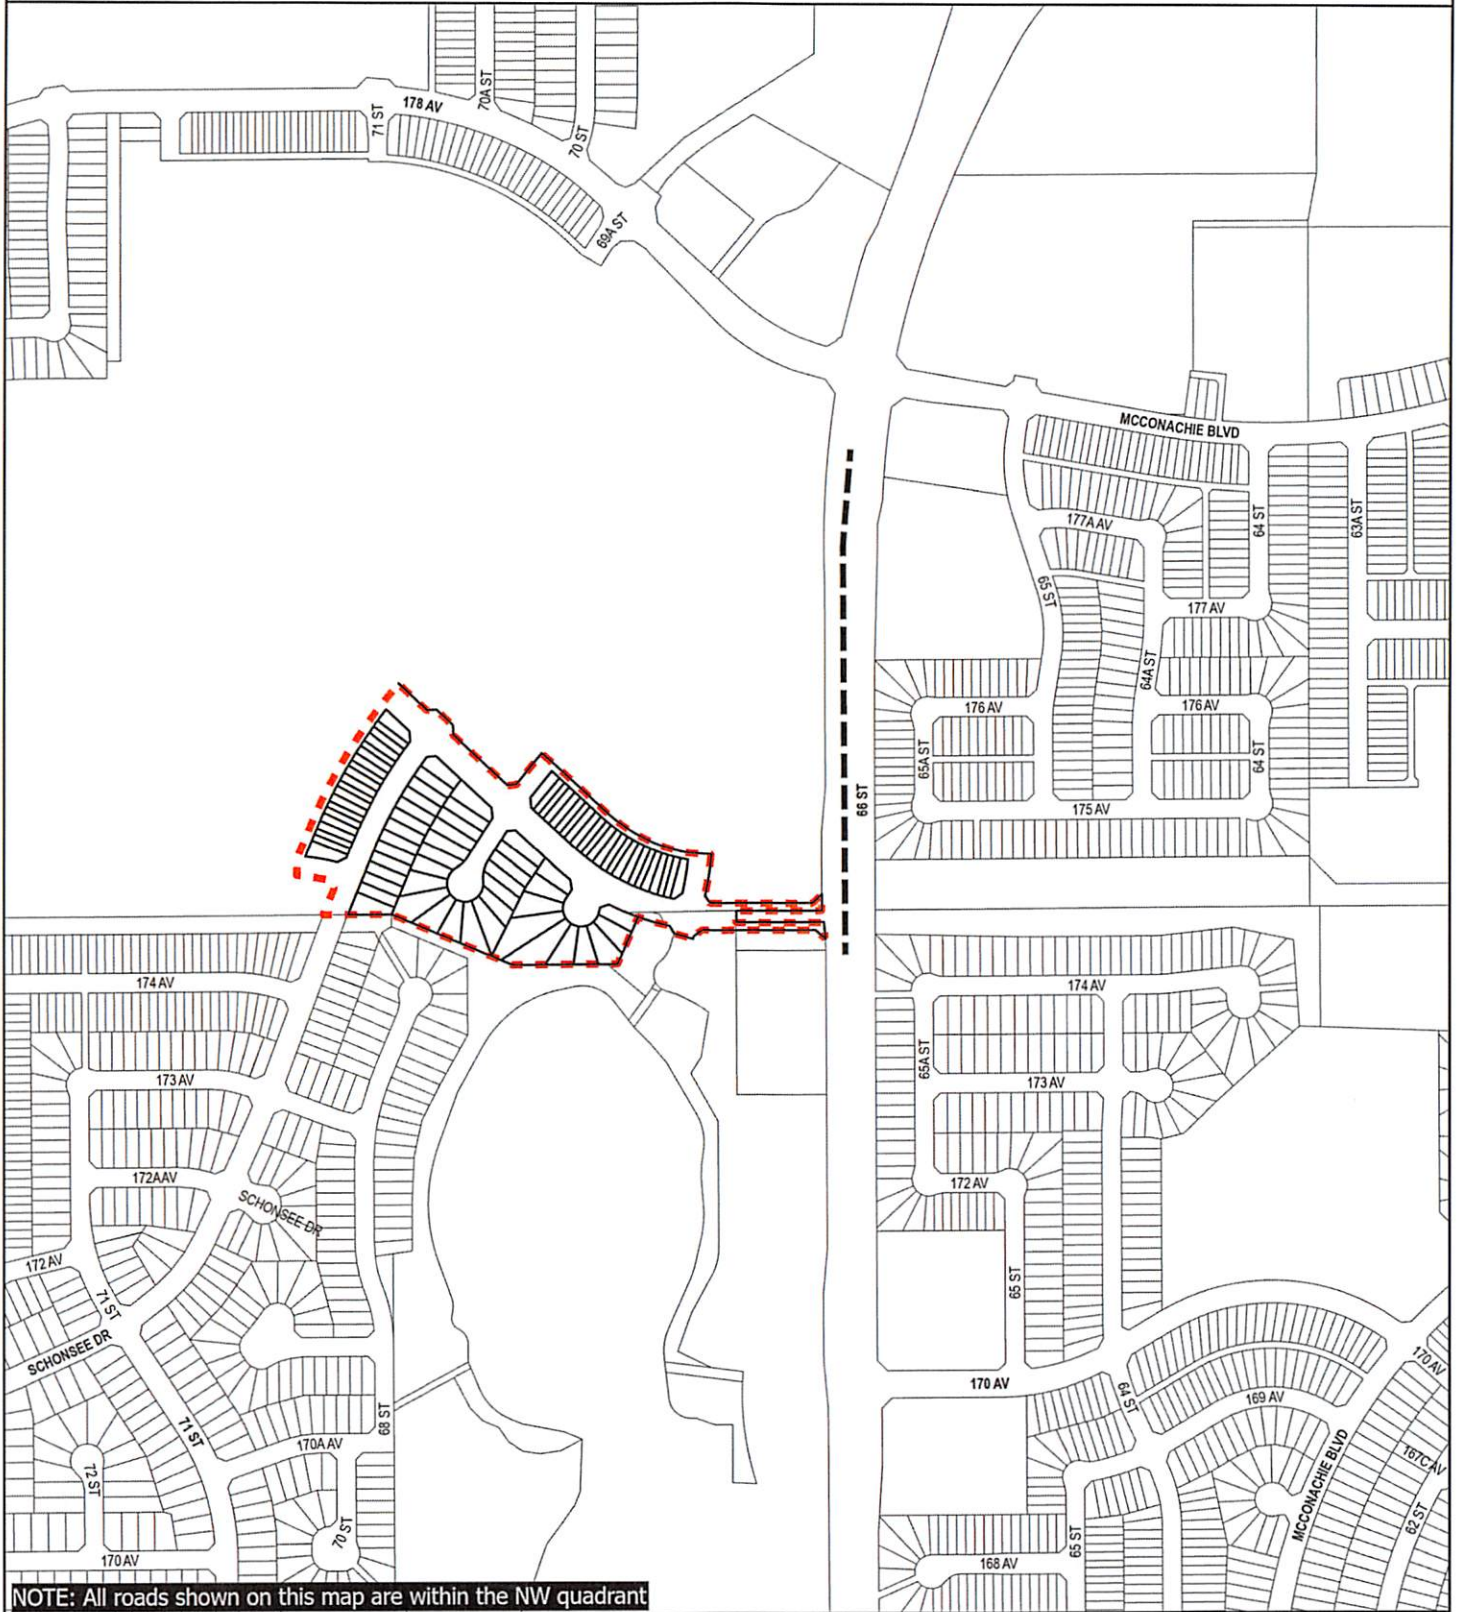 70A ST
178 AV
71 ST
70 ST
69A ST
MCCONACHIE BLVD
177A AV
64 ST
63A ST
65 ST
177 AV
64A ST
176 AV
176 AV
65A ST
64 ST
66 ST
175 AV
174 AV
174 AV
65A ST
173 AV
173 AV
172AAV
172 AV
SCHONSEE DR
172 AV
71 ST
65 ST
SCHONSEE DR
170 AV
170 AV
64 ST
169 AV
68 ST
71 ST
170A AV
167C AV
MCCONACHIE BLVD
72 ST
62 ST
70 ST
65 ST
170 AV
168 AV
NOTE: All roads shown on this map are within the NW quadrant